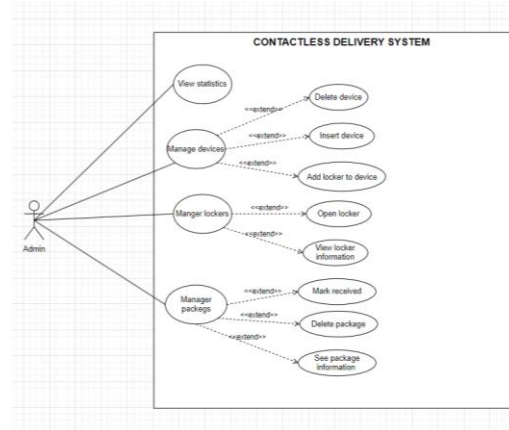 CONTACTLESS DELIVERY SYSTEM
View statistics
<<extend>>
Delete device
<<extend>>
Insert device
Manage devices
<<extend>>
Add locker to device
Manger lockers
<<extend>>
Open locker
<<extend>>
View locker
information
Admin
Manager
packegs
<<extend>>
Mark received
<<extend>>
Delete package
<<extend>>
See package
information